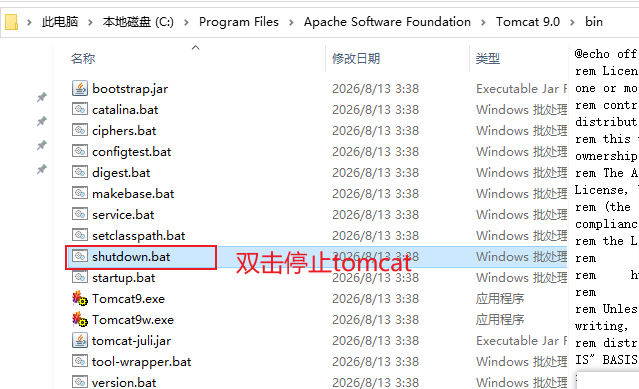 此电脑 › 本地磁盘 (C:) › Program Files › Apache Software Foundation › Tomcat 9.0 › bin
名称 修改日期 类型
bootstrap.jar 2026/8/13 3:38 Executable Jar F
catalina.bat 2026/8/13 3:38 Windows 批处理
ciphers.bat 2026/8/13 3:38 Windows 批处理
configtest.bat 2026/8/13 3:38 Windows 批处理
digest.bat 2026/8/13 3:38 Windows 批处理
makebase.bat 2026/8/13 3:38 Windows 批处理
service.bat 2026/8/13 3:38 Windows 批处理
setclasspath.bat 2026/8/13 3:38 Windows 批处理
shutdown.bat 2026/8/13 3:38 Windows 批处理
双击停止tomcat
startup.bat 2026/8/13 3:38 Windows 批处理
Tomcat9.exe 2026/8/13 3:38 应用程序
Tomcat9w.exe 2026/8/13 3:38 应用程序
tomcat-juli.jar 2026/8/13 3:38 Executable Jar F
tool-wrapper.bat 2026/8/13 3:38 Windows 批处理
version.bat 2026/8/13 3:38 Windows 批处理
@echo off
rem Licen
one or mo
rem contr
distribut
rem this
ownership
rem The A
License,
rem (the
complianc
rem the L
rem
rem h
rem
rem Unles
writing,
rem distr
IS" BASIS